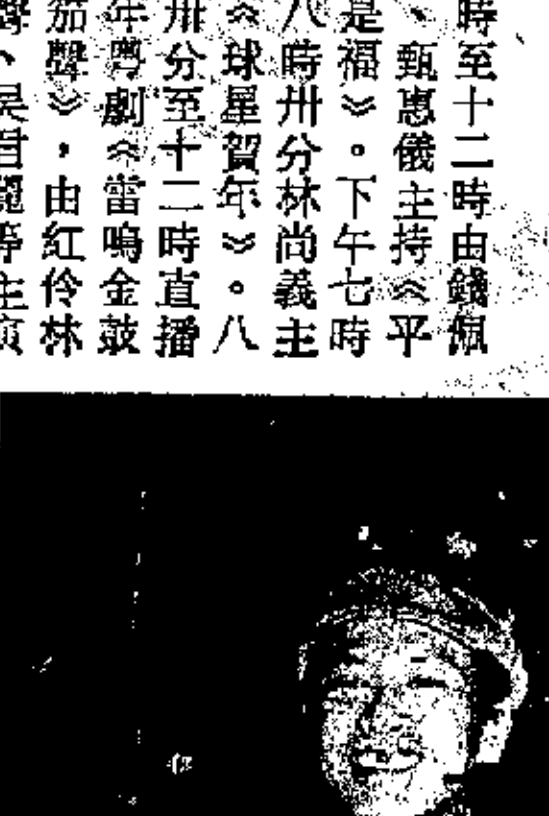 時至十二時由錢佩
、甄惠儀主持《平
是福》。下午七時
八時卅分林尚義主
《球星賀年》。八
卅分至十二時直播
年粵劇《雷鳴金鼓
笳聲》,由紅伶林
聲、吳君麗等主演